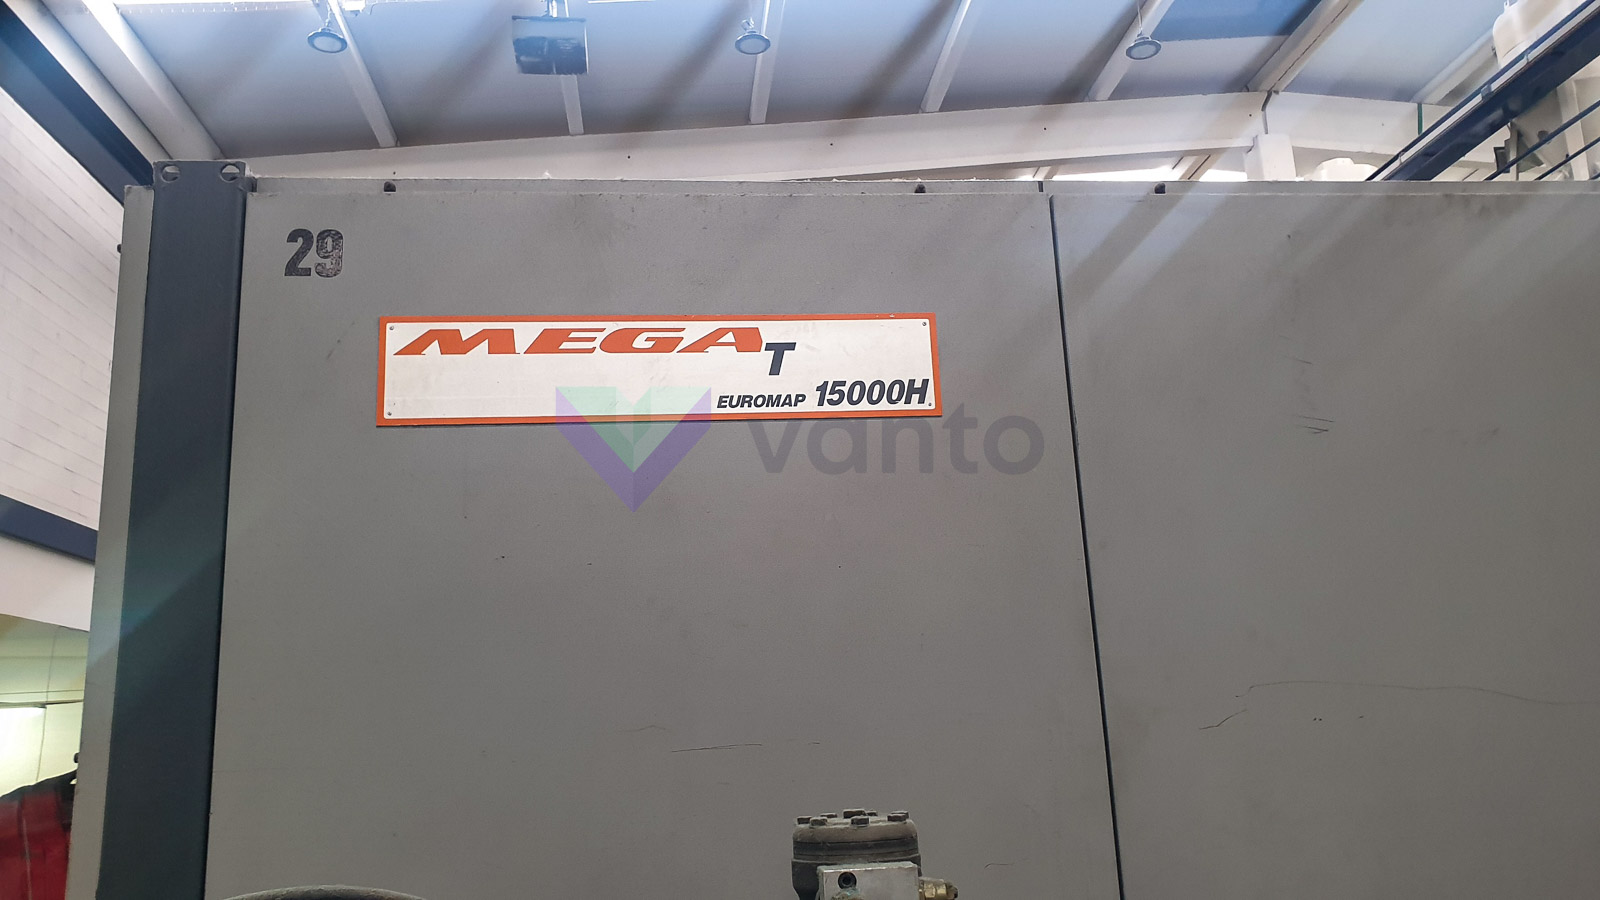 29
MEGA T
EUROMAP 15000H
vanto